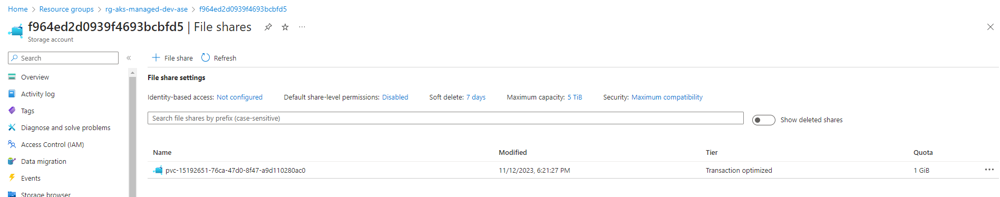 Home > Resource groups > rg-aks-managed-dev-ase > f964ed2d0939f4693bcbfd5
f964ed2d0939f4693bcbfd5 | File shares ...
Storage account
Search «
+ File share Refresh
File share settings
Overview
Activity log
Identity-based access: Not configured Default share-level permissions: Disabled Soft delete: 7 days Maximum capacity: 5 TiB Security: Maximum compatibility
Tags
Search file shares by prefix (case-sensitive) Show deleted shares
Diagnose and solve problems
Access Control (IAM)
Name Modified Tier Quota
Data migration
pvc-15192651-76ca-47d0-8f47-a9d110280ac0 11/12/2023, 6:21:27 PM Transaction optimized 1 GiB ...
Events
Storage browser